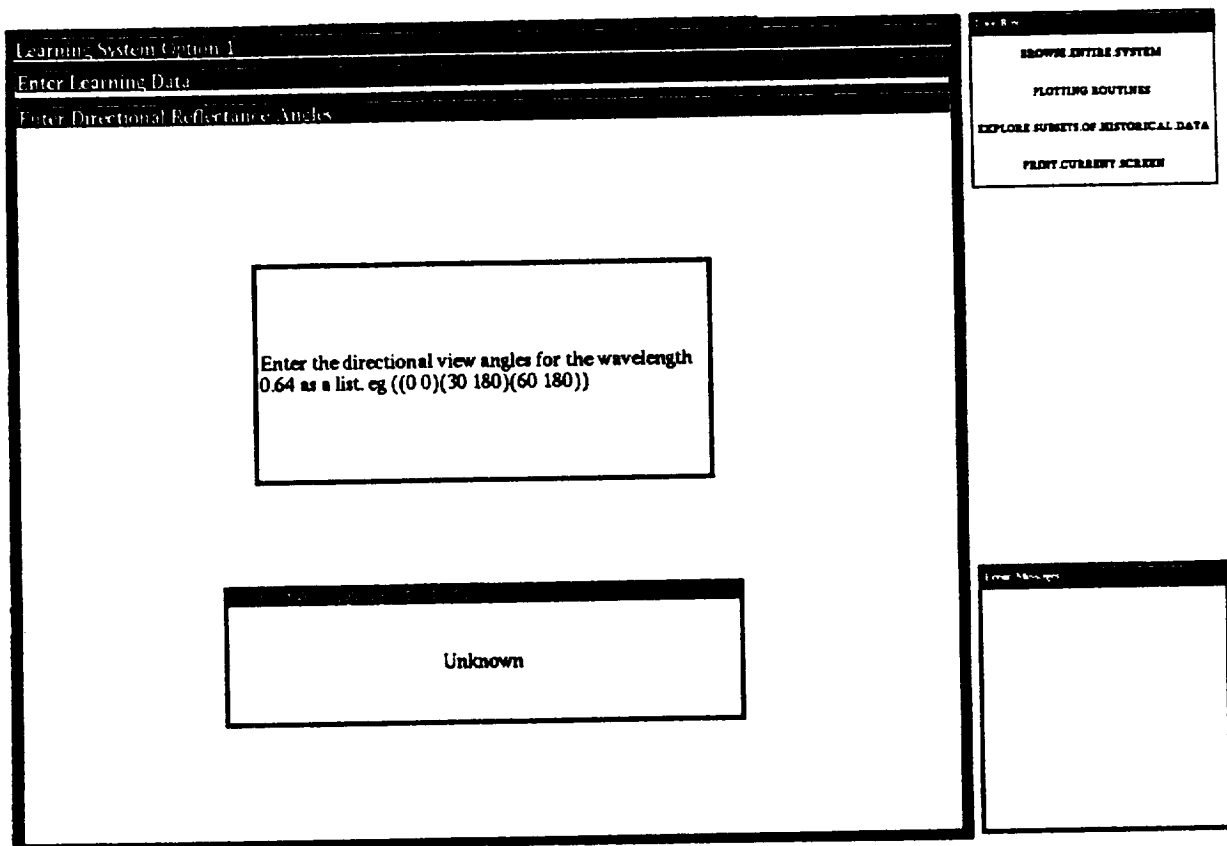 Learning System Option 1
Enter Learning Data
Enter Directional Reflectance Angles
Enter the directional view angles for the wavelength
0.64 as a list. eg ((0 0)(30 180)(60 180))
Unknown
BROWSE.ENTIRE.SYSTEM
PLOTTING ROUTINES
EXPLORE.SUBSETS.OF.HISTORICAL.DATA
PRINT.CURRENT.SCREEN
Error Messages